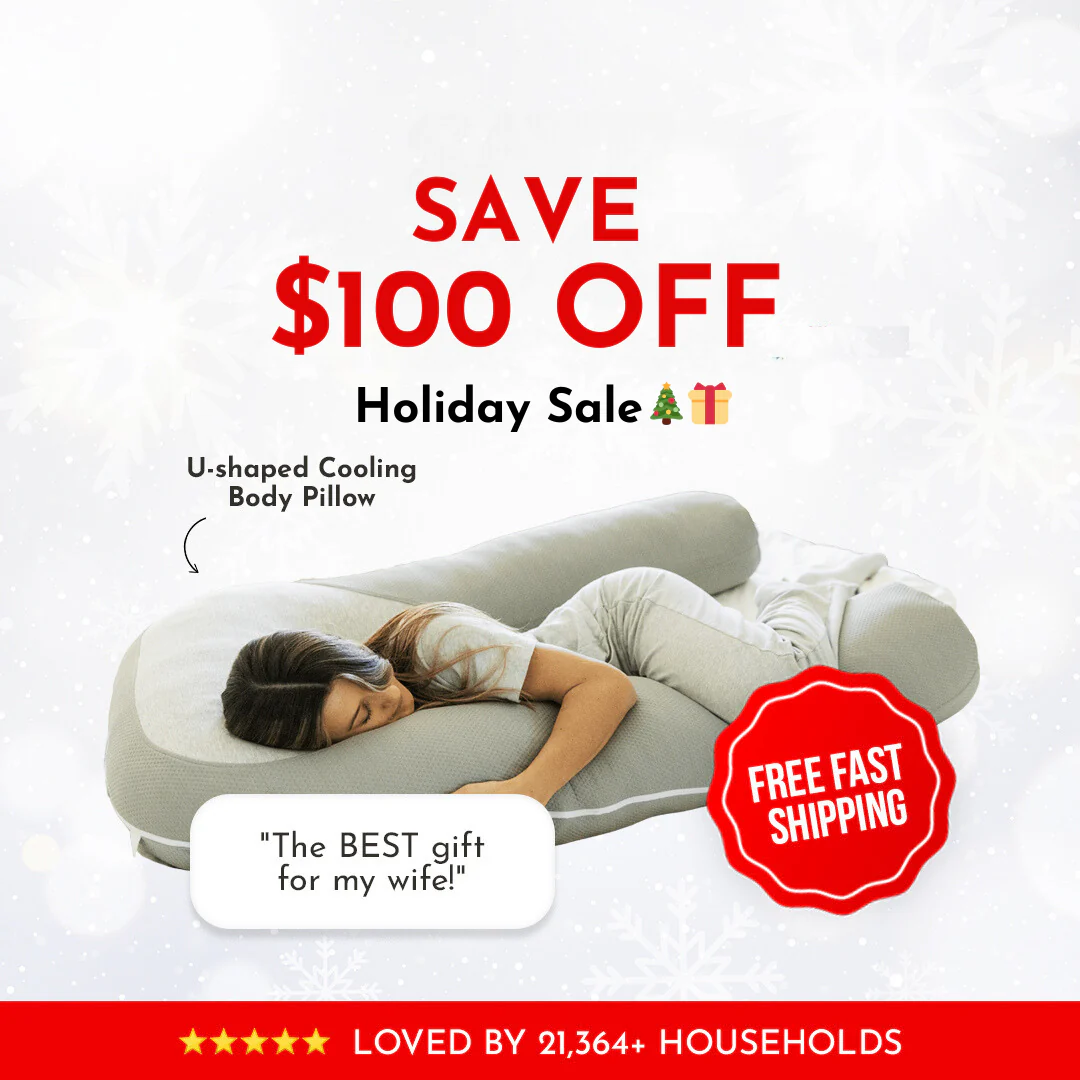 SAVE
$100 OFF
Holiday Sale🎄🎁
U-shaped Cooling
Body Pillow
"The BEST gift
for my wife!"
FREE FAST
SHIPPING
⭐⭐⭐⭐⭐ LOVED BY 21,364+ HOUSEHOLDS